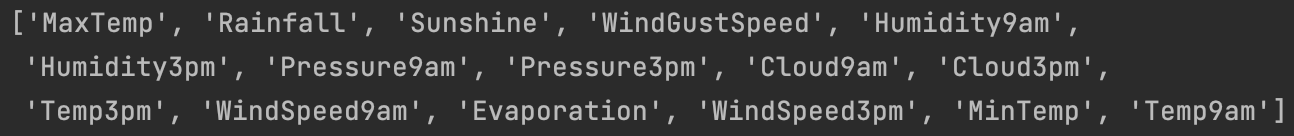 ['MaxTemp', 'Rainfall', 'Sunshine', 'WindGustSpeed', 'Humidity9am',
'Humidity3pm', 'Pressure9am', 'Pressure3pm', 'Cloud9am', 'Cloud3pm',
'Temp3pm', 'WindSpeed9am', 'Evaporation', 'WindSpeed3pm', 'MinTemp', 'Temp9am']